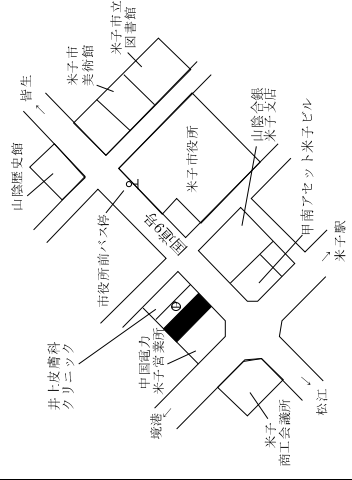 米子市立
図書館
米子市
美術館
皆生
山陰歴史館
米子市役所
山陰合銀
米子支店
甲南アセット米子ビル
米子駅
国道9号
市役所前バス停
井上皮膚科
クリニック
中国電力
米子営業所
境港
米子
商工会議所
松江